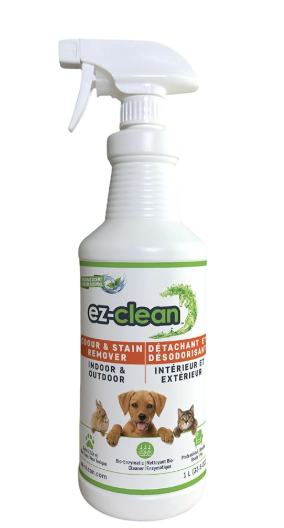 ez-clean
ODOUR & STAIN
REMOVER
INDOOR &
OUTDOOR
DÉTACHANT ET
DÉSODORISANT
INTÉRIEUR ET
EXTÉRIEUR
Bio-Enzymatic | Nettoyant Bio-
Cleaner | Enzymatique
1 L